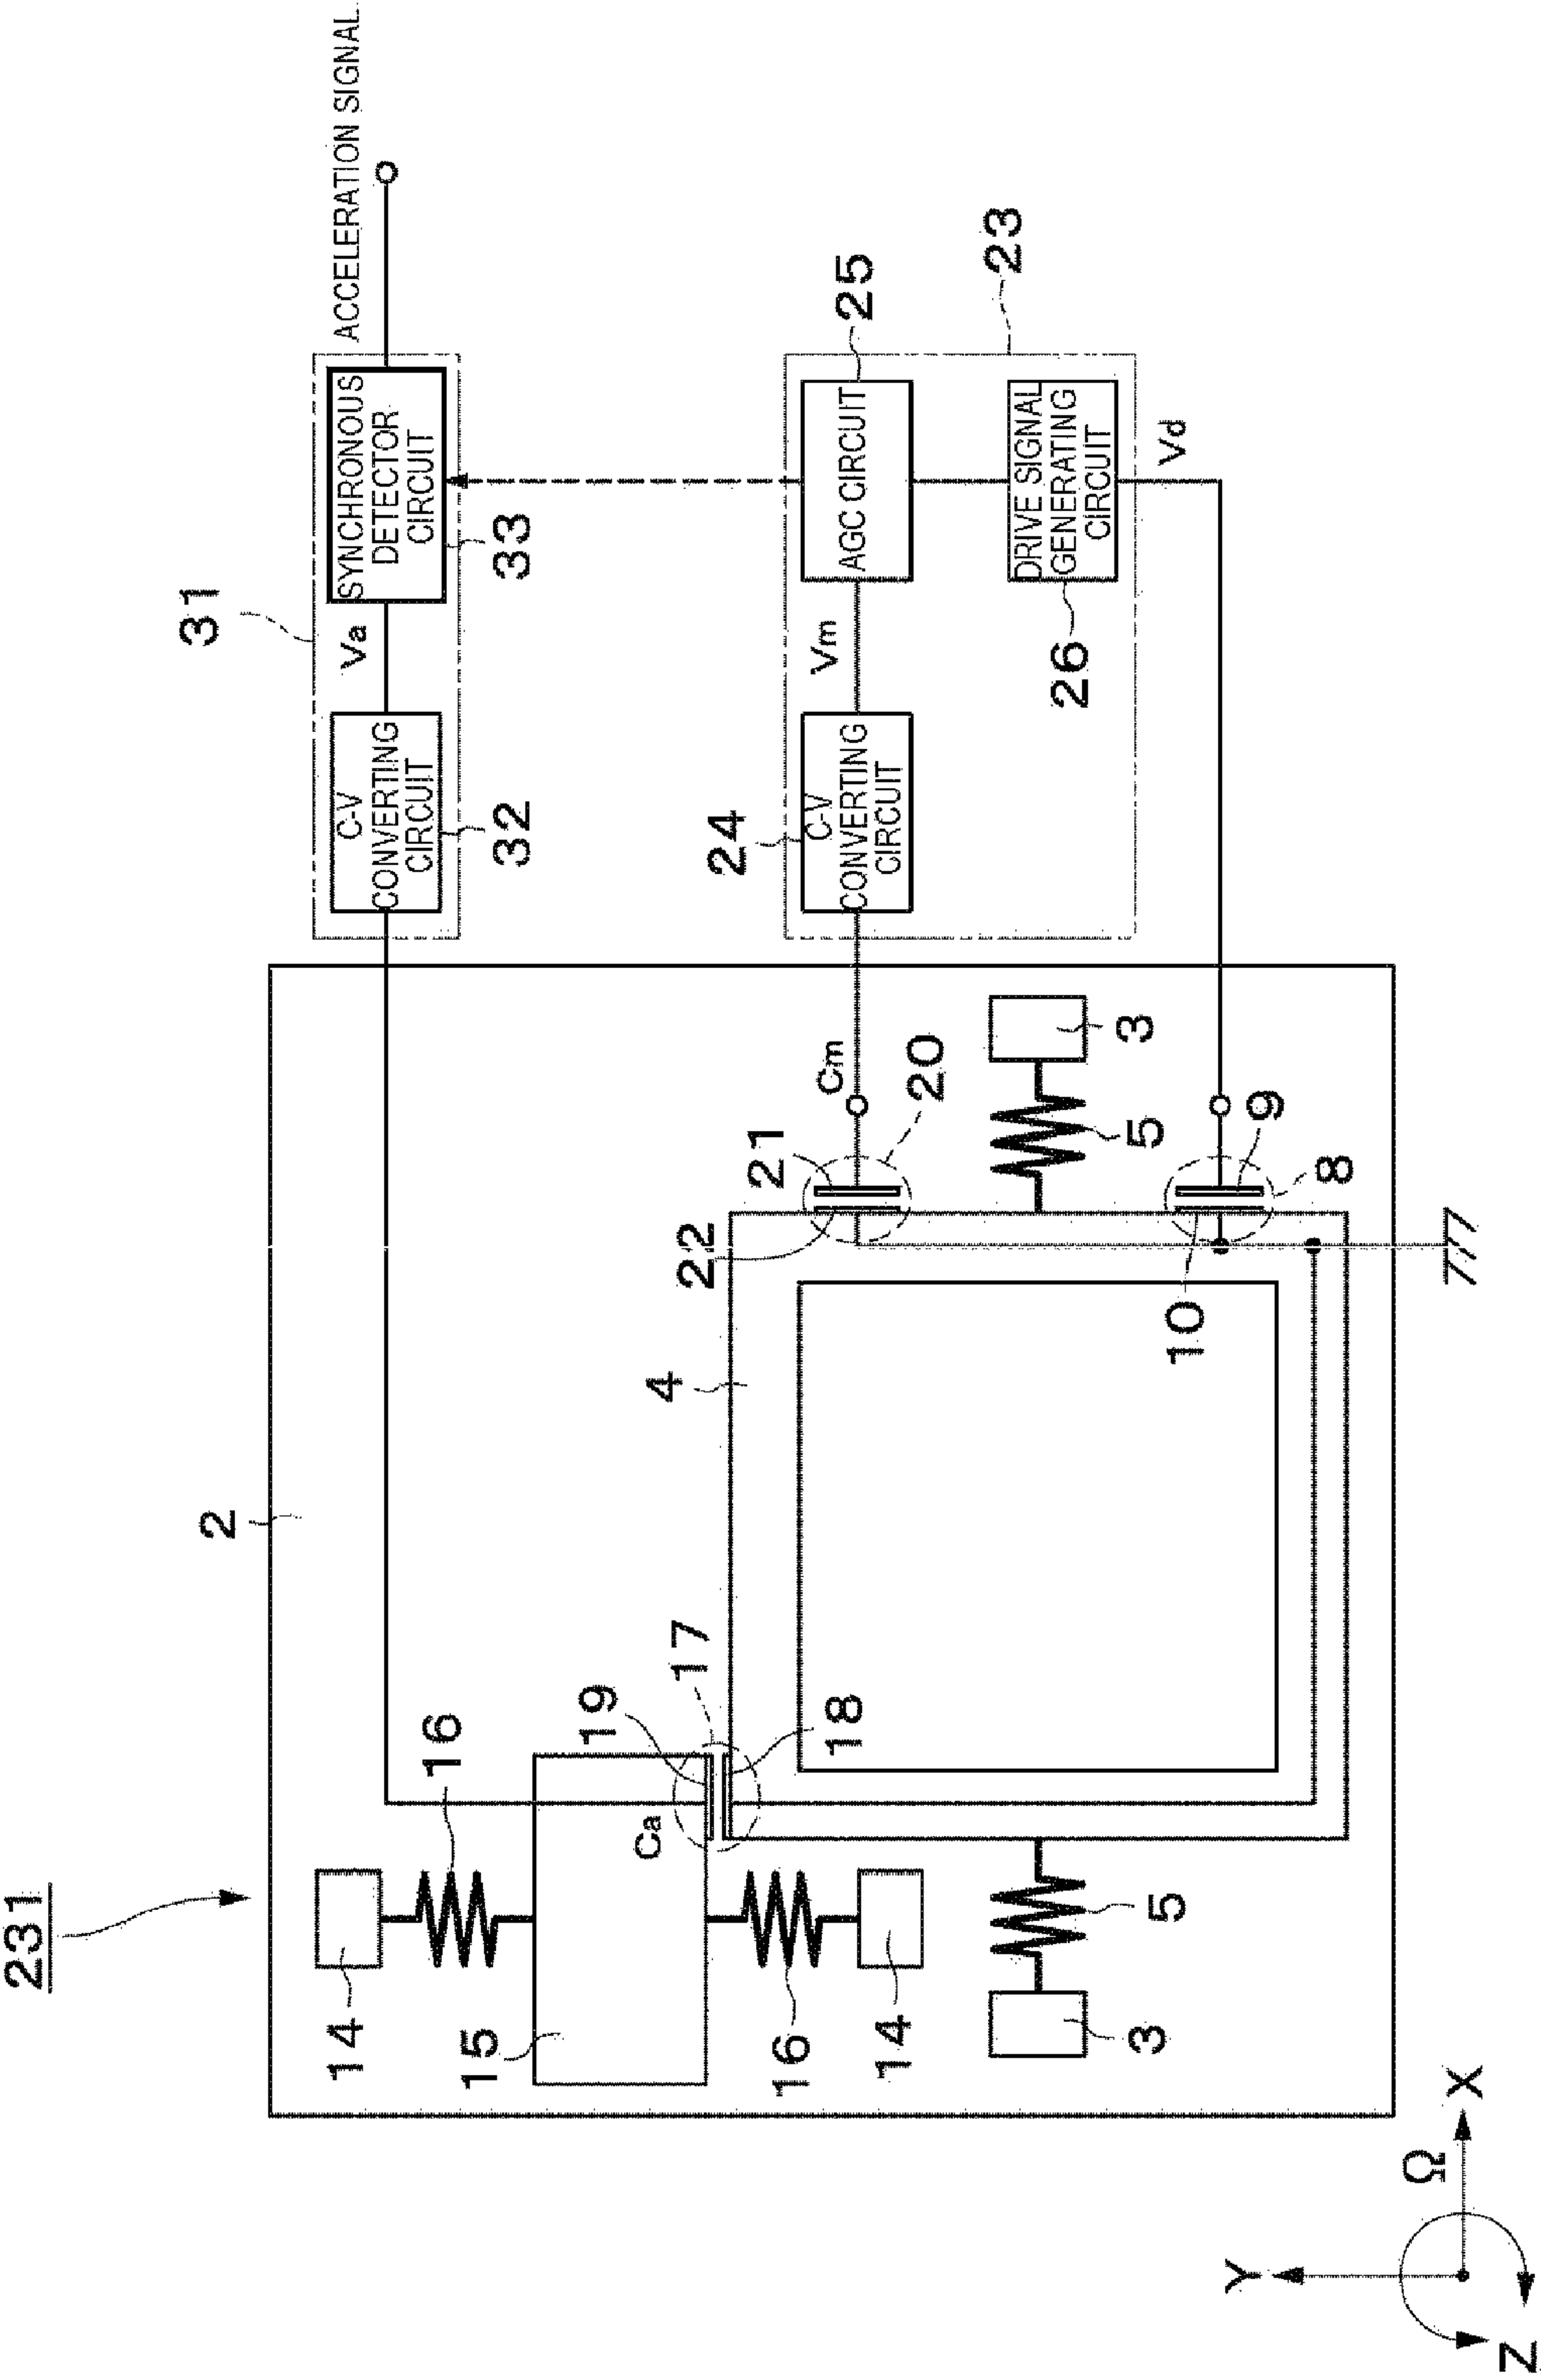 231
2
31
14
16
15
C-V
CONVERTING
CIRCUIT
32
Va
SYNCHRONOUS
DETECTOR
CIRCUIT
33
ACCELERATION SIGNAL
19
Ca
17
4
22
21
24
16
18
14
Cm
20
C-V
CONVERTING
CIRCUIT
Vm
AGC CIRCUIT
25
23
DRIVE SIGNAL
GENERATING
CIRCUIT
26
3
5
5
3
10
Vd
9
8
Y
Ω
X
Z